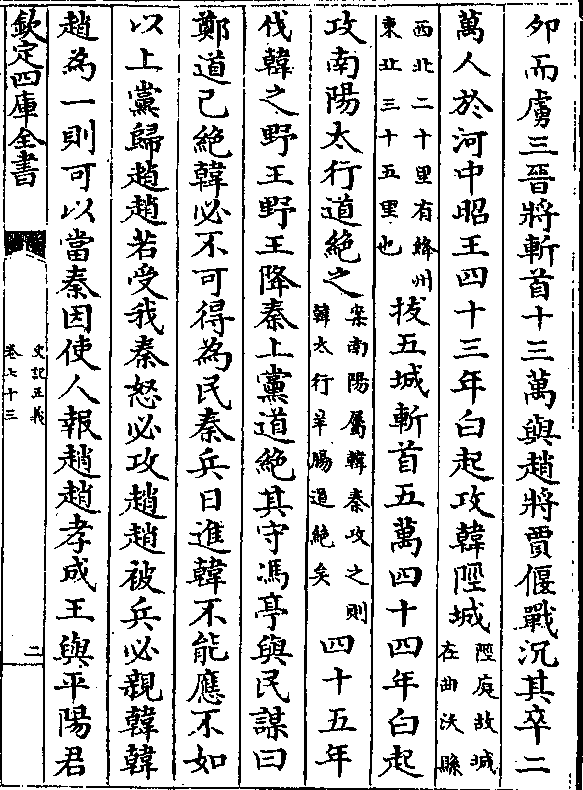 卯而虜三晉將斬首十三萬與趙將賈偃戰沉其卒二
萬人於河中昭王四十三年白起攻韓陘城陘庭故城在曲沃縣
西北二十里有絳州東北三十五里也拔五城斬首五萬四十四年白起
攻南陽太行道絕之案南陽屬韓秦攻之則韓太行羊腸道絕矣四十五年
伐韓之野王野王降秦上黨道絕其守馮亭與民謀曰
鄭道已絕韓必不可得為民秦兵日進韓不能應不如
以上黨歸趙趙若受我秦怒必攻趙趙被兵必親韓韓
趙為一則可以當秦因使人報趙趙孝成王與平陽君
欽定四庫全書
史記正義
卷七十三
二